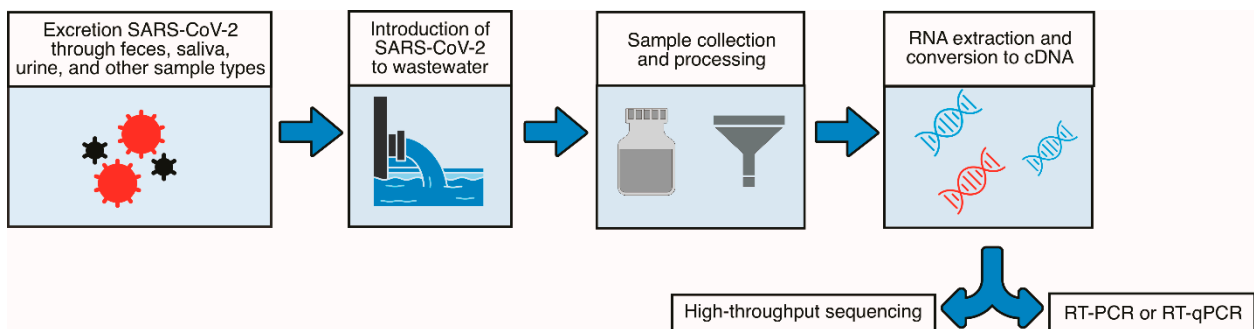 Excretion SARS-CoV-2
through feces, saliva,
urine, and other sample types
Introduction of
SARS-CoV-2
to wastewater
Sample collection
and processing
RNA extraction and
conversion to cDNA
High-throughput sequencing
RT-PCR or RT-qPCR